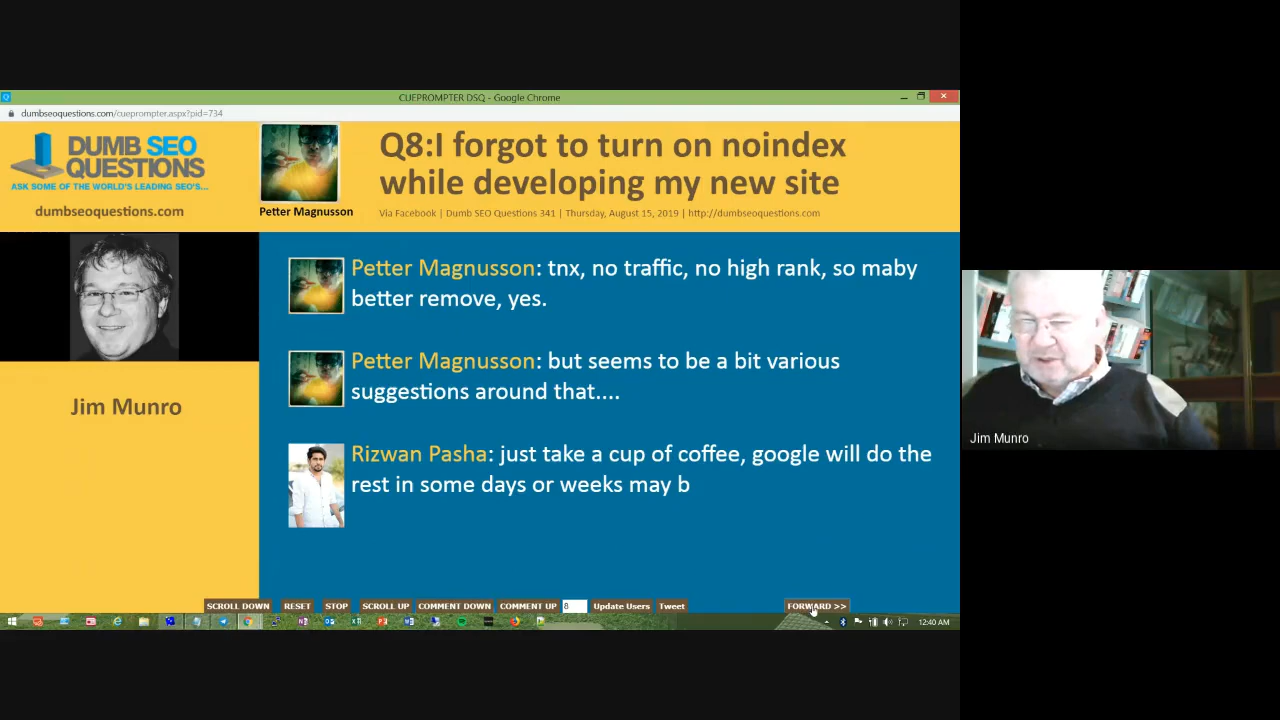 CUEPROMPTER DSQ - Google Chrome
dumbseoquestions.com/cueprompter.aspx?pid=734
DUMB SEO
QUESTIONS
ASK SOME OF THE WORLD'S LEADING SEO'S...
dumbseoquestions.com
Petter Magnusson
Q8:I forgot to turn on noindex
while developing my new site
Via Facebook | Dumb SEO Questions 341 | Thursday, August 15, 2019 | http://dumbseoquestions.com
Jim Munro
Petter Magnusson: tnx, no traffic, no high rank, so maby
better remove, yes.
Petter Magnusson: but seems to be a bit various
suggestions around that....
Rizwan Pasha: just take a cup of coffee, google will do the
rest in some days or weeks may b
Jim Munro
SCROLL DOWN RESET STOP SCROLL UP COMMENT DOWN COMMENT UP 8 Update Users Tweet FORWARD >>
12:40 AM